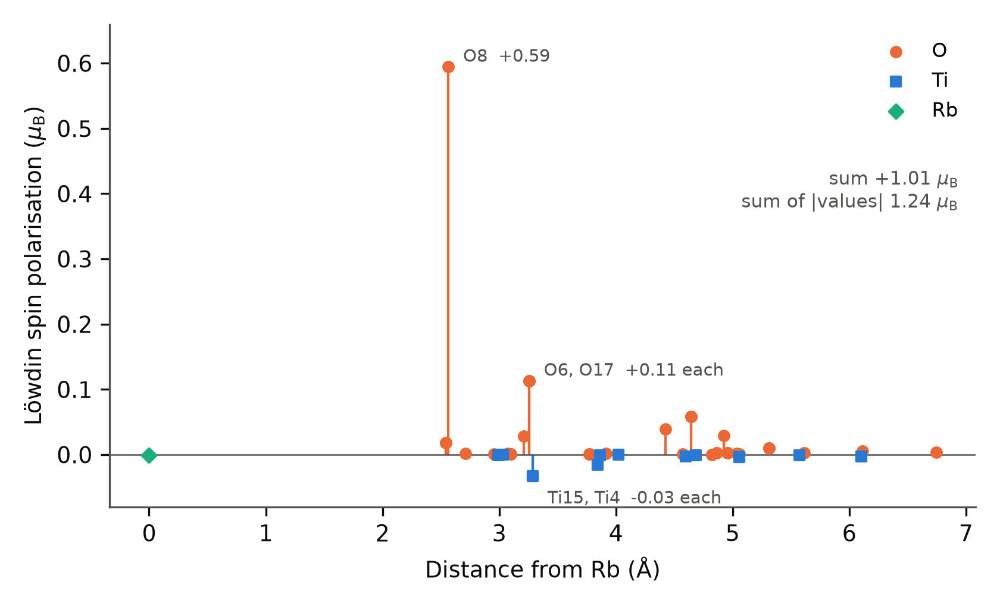 O8 +0.59
O
Ti
Rb
sum +1.01 μB
sum of |values| 1.24 μB
O6, O17 +0.11 each
Ti15, Ti4 -0.03 each
Löwdin spin polarisation (μB)
0.6
0.5
0.4
0.3
0.2
0.1
0.0
0 1 2 3 4 5 6 7
Distance from Rb (Å)